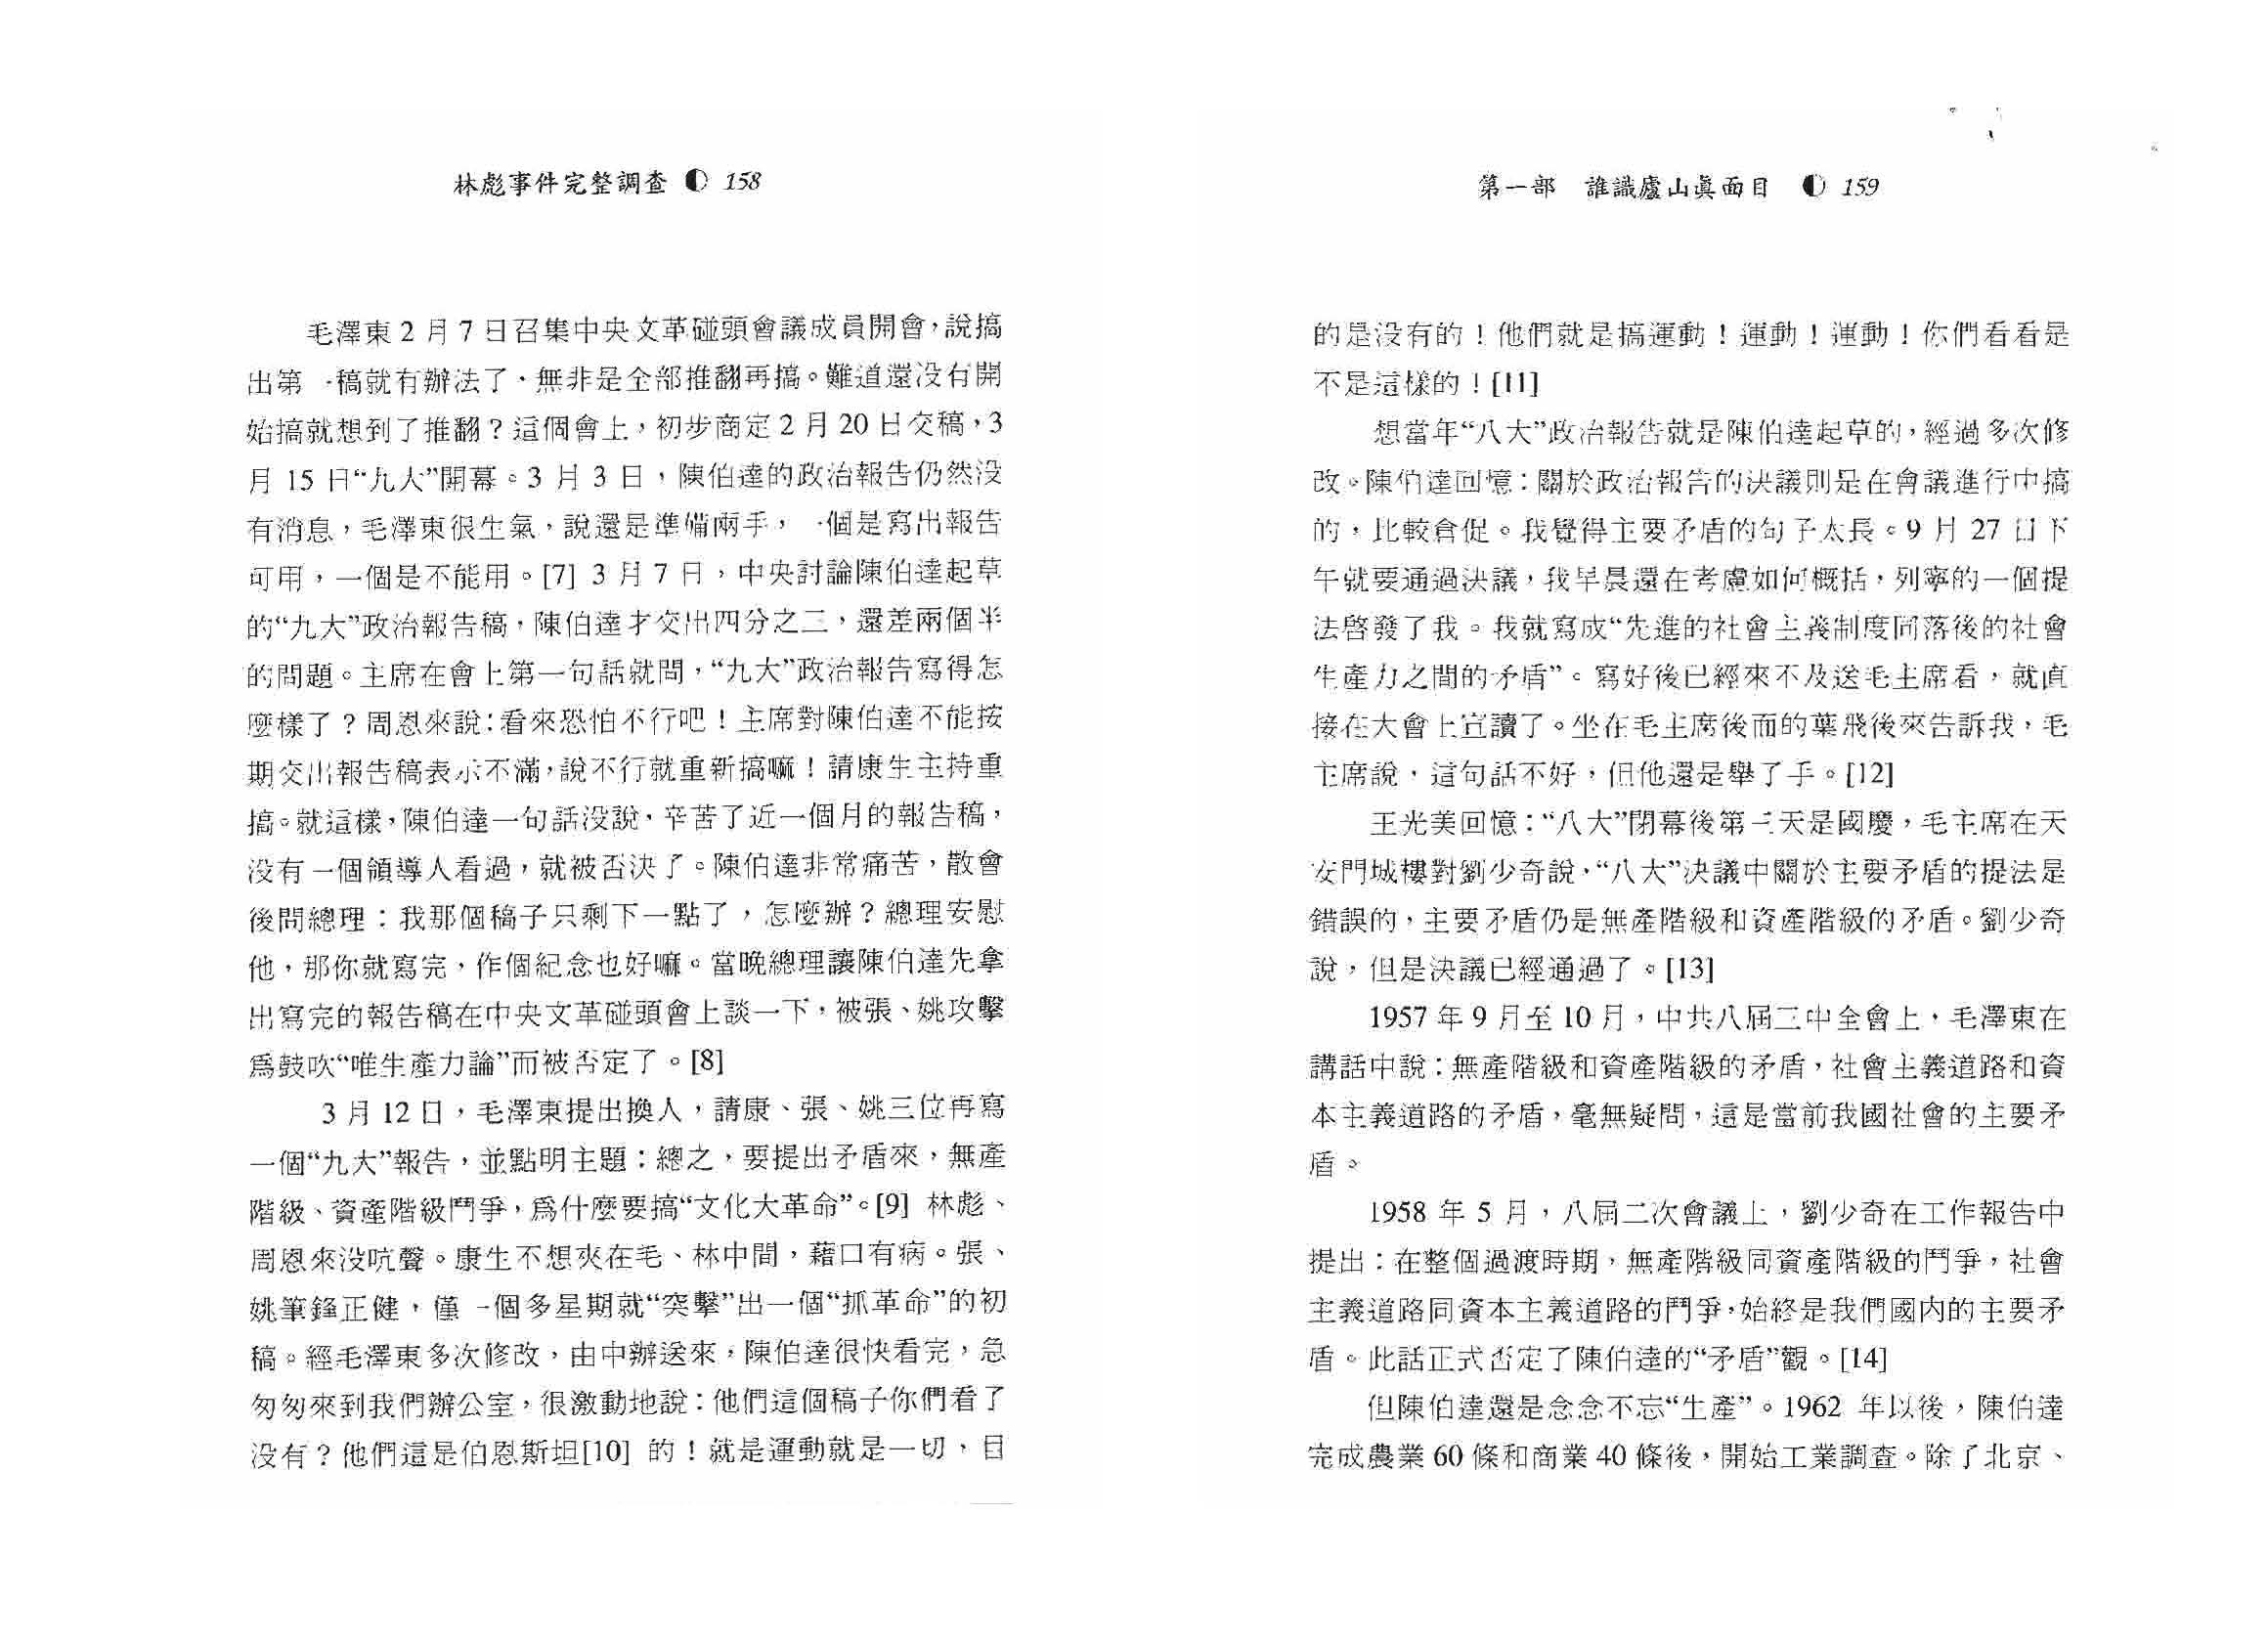 林彪事件完整調查 158
毛澤東2月7日召集中央文革碰頭會議成員開會，說搞
出第一稿就有辦法了，無非是全部推翻再搞。難道還没有開
始搞就想到了推翻？這個會上，初步商定2月20日交稿，3
月15日“九大”開幕。3月3日，陳伯達的政治報告仍然没
有消息，毛澤東很生氣，說還是準備兩手，一個是寫出報告
可用，一個是不能用。[7] 3月7日，中央討論陳伯達起草
的“九大”政治報告稿，陳伯達才交出四分之三，還差兩個半
的問題。主席在會上第一句話就問，“九大”政治報告寫得怎
麼樣了？周恩來說：看來恐怕不行吧！主席對陳伯達不能按
期交出報告稿表示不滿，說不行就重新搞嘛！請康生主持重
搞。就這樣，陳伯達一句話没說，辛苦了近一個月的報告稿，
没有一個領導人看過，就被否決了。陳伯達非常痛苦，散會
後問總理：我那個稿子只剩下一點了，怎麼辦？總理安慰
他，那你就寫完，作個紀念也好嘛。當晚總理讓陳伯達先拿
出寫完的報告稿在中央文革碰頭會上談一下，被張、姚攻擊
爲鼓吹“唯生產力論”而被否定了。[8]
3月12日，毛澤東提出換人，請康、張、姚三位再寫
一個“九大”報告，並點明主題：總之，要提出矛盾來，無產
階級、資產階級鬥爭，爲什麼要搞“文化大革命”。[9] 林彪、
周恩來没吭聲。康生不想夾在毛、林中間，藉口有病。張、
姚筆鋒正健，僅一個多星期就“突擊”出一個“抓革命”的初
稿。經毛澤東多次修改，由中辦送來，陳伯達很快看完，急
匆匆來到我們辦公室，很激動地說：他們這個稿子你們看了
没有？他們這是伯恩斯坦[10] 的！就是運動就是一切，目
第一部 誰識廬山眞面目 159
的是没有的！他們就是搞運動！運動！運動！你們看看是
不是這樣的！[11]
想當年“八大”政治報告就是陳伯達起草的，經過多次修
改。陳伯達回憶：關於政治報告的決議則是在會議進行中搞
的，比較倉促。我覺得主要矛盾的句子太長。9月27日下
午就要通過決議，我早晨還在考慮如何概括，列寧的一個提
法啓發了我。我就寫成“先進的社會主義制度同落後的社會
生產力之間的矛盾”。寫好後已經來不及送毛主席看，就直
接在大會上宣讀了。坐在毛主席後面的葉飛後來告訴我，毛
主席說，這句話不好，但他還是舉了手。[12]
王光美回憶：“八大”閉幕後第三天是國慶，毛主席在天
安門城樓對劉少奇說，“八大”決議中關於主要矛盾的提法是
錯誤的，主要矛盾仍是無產階級和資產階級的矛盾。劉少奇
說，但是決議已經通過了。[13]
1957年9月至10月，中共八屆三中全會上，毛澤東在
講話中說：無產階級和資產階級的矛盾，社會主義道路和資
本主義道路的矛盾，毫無疑問，這是當前我國社會的主要矛
盾。
1958年5月，八屆二次會議上，劉少奇在工作報告中
提出：在整個過渡時期，無產階級同資產階級的鬥爭，社會
主義道路同資本主義道路的鬥爭，始終是我們國内的主要矛
盾。此話正式否定了陳伯達的“矛盾”觀。[14]
但陳伯達還是念念不忘“生產”。1962年以後，陳伯達
完成農業60條和商業40條後，開始工業調查。除了北京、